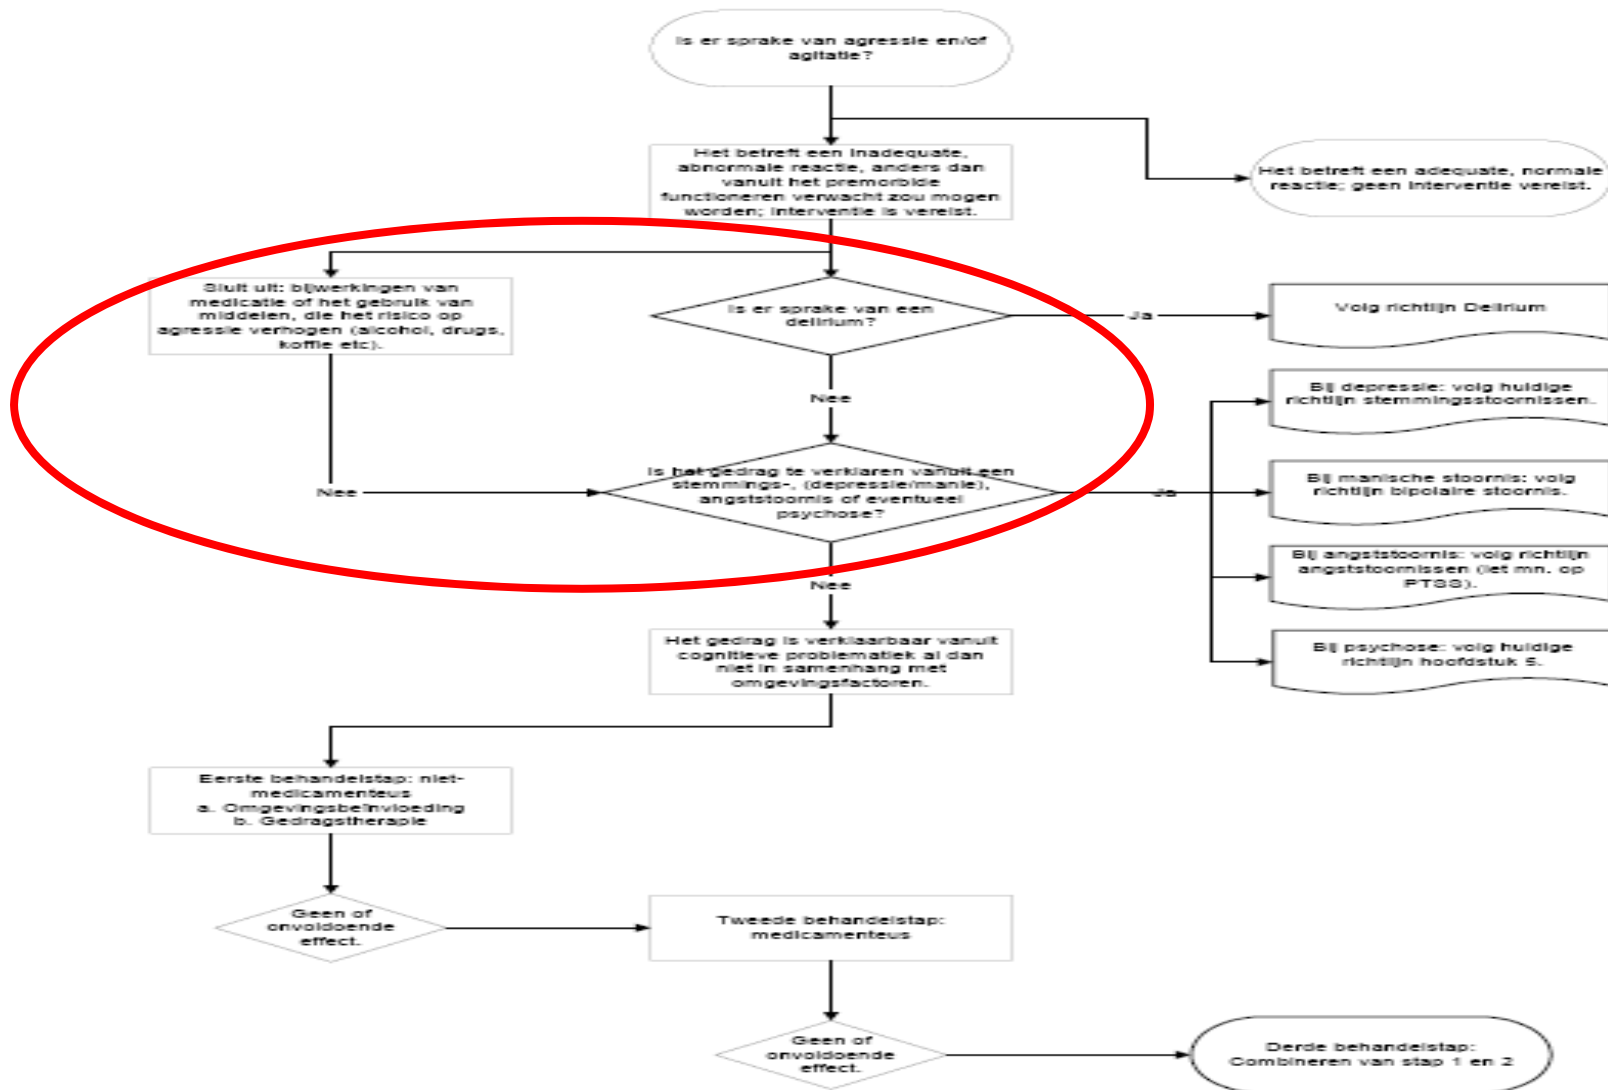 Is er sprake van agressie en/of
agitatie?
Het betreft een inadequate,
abnormale reactie, anders dan
vanuit het premorbide
functioneren verwacht zou mogen
worden; interventie is vereist.
Het betreft een adequate, normale
reactie; geen interventie vereist.
Sluit uit: bijwerkingen van
medicatie of het gebruik van
middelen, die het risico op
agressie verhogen (alcohol, drugs,
koffie etc).
Is er sprake van een
delirium?
Ja
Volg richtlijn Delirium
Nee
Bij depressie: volg huidige
richtlijn stemmingsstoornissen.
Nee
Is het gedrag te verklaren vanuit een
stemmings-, (depressie/manie),
angststoornis of eventueel
psychose?
Ja
Bij manische stoornis: volg
richtlijn bipolaire stoornis.
Bij angststoornis: volg richtlijn
angststoornissen (let mn. op
PTSS).
Nee
Bij psychose: volg huidige
richtlijn hoofdstuk 5.
Het gedrag is verklaarbaar vanuit
cognitieve problematiek al dan
niet in samenhang met
omgevingsfactoren.
Eerste behandelstap: niet-
medicamenteus
a. Omgevingsbeïnvloeding
b. Gedragstherapie
Geen of
onvoldoende
effect.
Tweede behandelstap:
medicamenteus
Geen of
onvoldoende
effect.
Derde behandelstap:
Combineren van stap 1 en 2